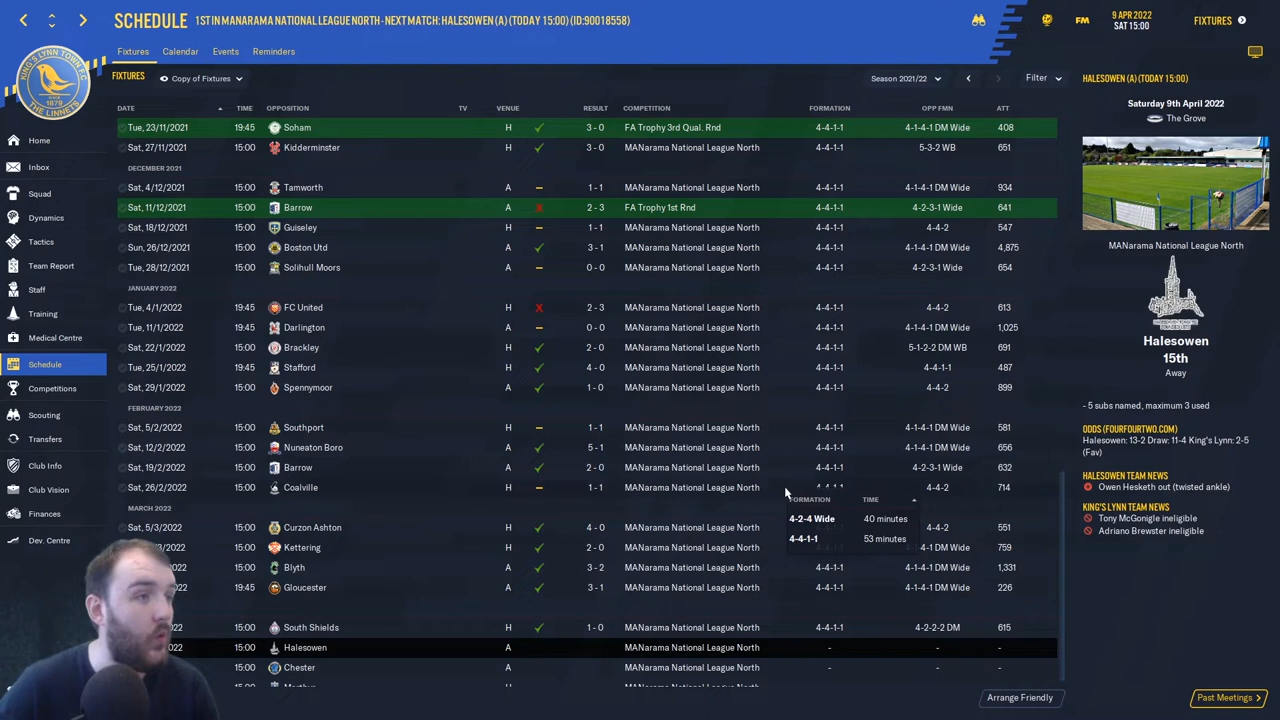 SCHEDULE 1ST IN MANARAMA NATIONAL LEAGUE NORTH - NEXT MATCH: HALESOWEN (A) (TODAY 15:00) (ID:90018558)
FM 9 APR 2022 SAT 15:00 FIXTURES
Fixtures Calendar Events Reminders
KING'S LYNN TOWN F.C.
1879
THE LINNETS
FIXTURES Copy of Fixtures Season 2021/22 Filter
DATE TIME OPPOSITION TV VENUE RESULT COMPETITION FORMATION OPP FMN ATT
Tue, 23/11/2021 19:45 Soham H 3 - 0 FA Trophy 3rd Qual. Rnd 4-4-1-1 4-1-4-1 DM Wide 408
Sat, 27/11/2021 15:00 Kidderminster H 3 - 0 MANarama National League North 4-4-1-1 5-3-2 WB 651
DECEMBER 2021
Sat, 4/12/2021 15:00 Tamworth A 1 - 1 MANarama National League North 4-4-1-1 4-1-4-1 DM Wide 934
Sat, 11/12/2021 15:00 Barrow A X 2 - 3 FA Trophy 1st Rnd 4-4-1-1 4-2-3-1 Wide 641
Sat, 18/12/2021 15:00 Guiseley H 1 - 1 MANarama National League North 4-4-1-1 4-4-2 547
Sun, 26/12/2021 15:00 Boston Utd A 3 - 1 MANarama National League North 4-4-1-1 4-1-4-1 DM Wide 4,875
Tue, 28/12/2021 15:00 Solihull Moors A 0 - 0 MANarama National League North 4-4-1-1 4-2-3-1 Wide 654
JANUARY 2022
Tue, 4/1/2022 19:45 FC United H X 2 - 3 MANarama National League North 4-4-1-1 4-4-2 613
Tue, 11/1/2022 19:45 Darlington A 0 - 0 MANarama National League North 4-4-1-1 4-1-4-1 DM Wide 1,025
Sat, 22/1/2022 15:00 Brackley H 2 - 0 MANarama National League North 4-4-1-1 5-1-2-2 DM WB 691
Tue, 25/1/2022 19:45 Stafford H 4 - 0 MANarama National League North 4-4-1-1 4-4-1-1 487
Sat, 29/1/2022 15:00 Spennymoor A 1 - 0 MANarama National League North 4-4-1-1 4-4-2 899
FEBRUARY 2022
Sat, 5/2/2022 15:00 Southport H 1 - 1 MANarama National League North 4-4-1-1 4-1-4-1 DM Wide 581
Sat, 12/2/2022 15:00 Nuneaton Boro A 5 - 1 MANarama National League North 4-4-1-1 4-1-4-1 DM Wide 656
Sat, 19/2/2022 15:00 Barrow A 2 - 0 MANarama National League North 4-4-1-1 4-2-3-1 Wide 632
Sat, 26/2/2022 15:00 Coalville H 1 - 1 MANarama National League North 4-4-1-1 4-4-2 714
MARCH 2022
Sat, 5/3/2022 15:00 Curzon Ashton H 4 - 0 MANarama National League North 4-4-2 551
022 15:00 Kettering H 2 - 0 MANarama National League North 4-1 DM Wide 759
022 15:00 Blyth A 3 - 2 MANarama National League North 4-4-1-1 4-1-4-1 DM Wide 1,331
022 19:45 Gloucester A 3 - 1 MANarama National League North 4-4-1-1 4-1-4-1 DM Wide 226
022 15:00 South Shields H 1 - 0 MANarama National League North 4-4-1-1 4-2-2-2 DM 615
022 15:00 Halesowen A MANarama National League North - - -
022 15:00 Chester A MANarama National League North - - -
FORMATION TIME
4-2-4 Wide 40 minutes
4-4-1-1 53 minutes
Home
Inbox
Squad
Dynamics
Tactics
Team Report
Staff
Training
Medical Centre
Schedule
Competitions
Scouting
Transfers
Club Info
Club Vision
Finances
Dev. Centre
HALESOWEN (A) (TODAY 15:00)
Saturday 9th April 2022
The Grove
MANarama National League North
Halesowen
15th
Away
- 5 subs named, maximum 3 used
ODDS (FOURFOURTWO.COM)
Halesowen: 13-2 Draw: 11-4 King's Lynn: 2-5
(Fav)
HALESOWEN TEAM NEWS
Owen Hesketh out (twisted ankle)
KING'S LYNN TEAM NEWS
Tony McGonigle ineligible
Adriano Brewster ineligible
Arrange Friendly Past Meetings